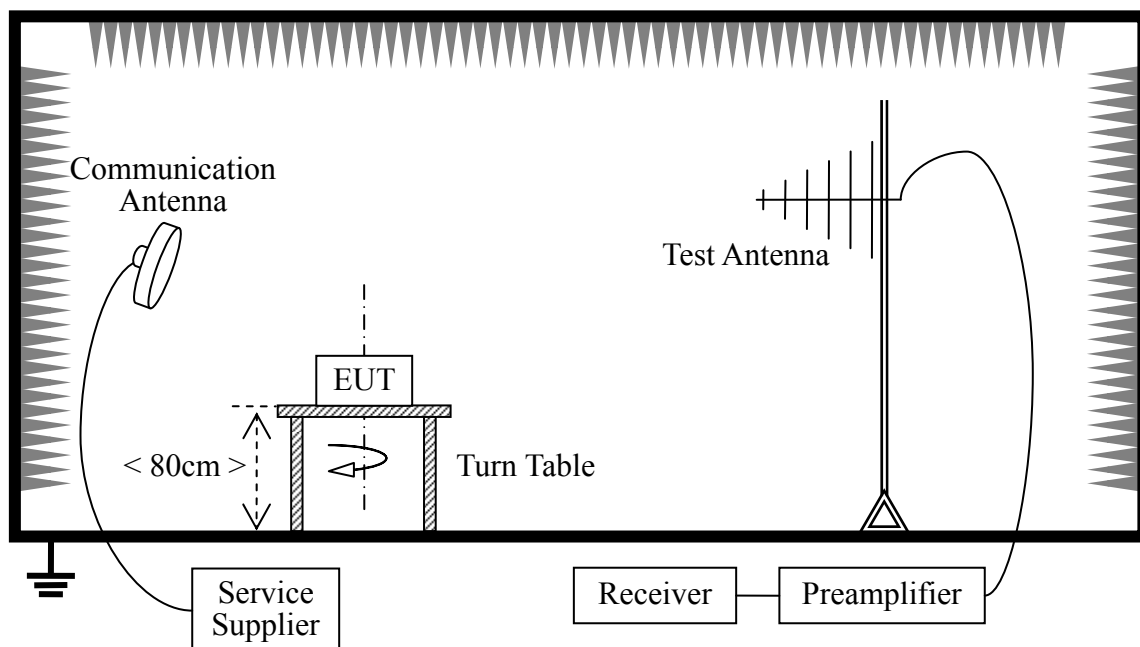 Communication
Antenna
Test Antenna
EUT
< 80cm >
Turn Table
Service
Supplier
Receiver
Preamplifier